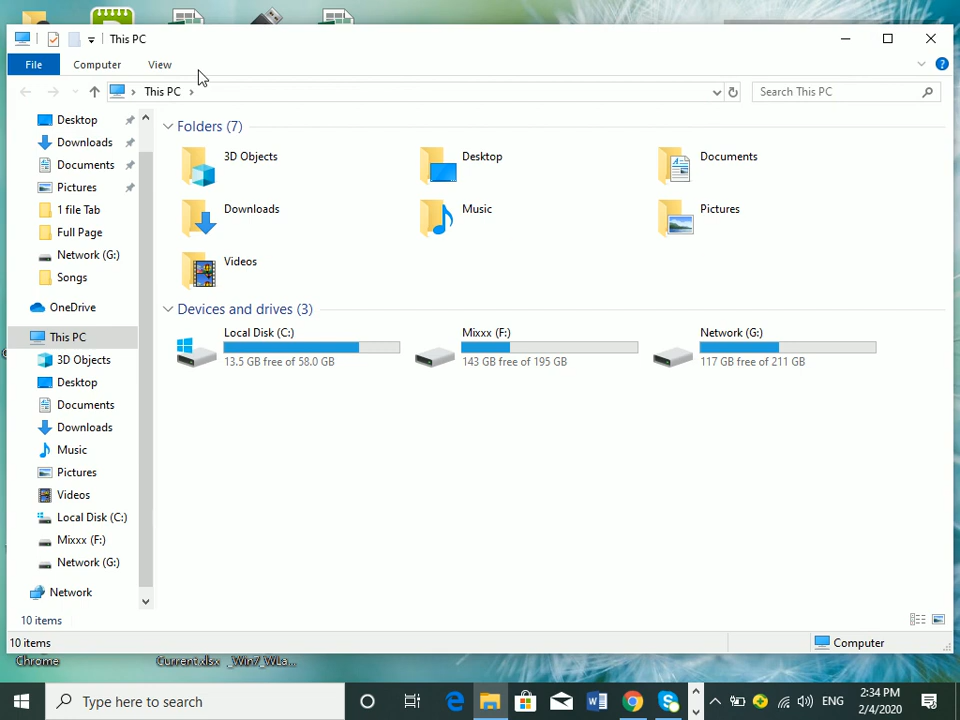 This PC
File
Computer
View
This PC
Search This PC
Desktop
Downloads
Documents
Pictures
1 file Tab
Full Page
Network (G:)
Songs
OneDrive
This PC
3D Objects
Desktop
Documents
Downloads
Music
Pictures
Videos
Local Disk (C:)
Mixxx (F:)
Network (G:)
Network
Folders (7)
3D Objects
Desktop
Documents
Downloads
Music
Pictures
Videos
Devices and drives (3)
Local Disk (C:)
13.5 GB free of 58.0 GB
Mixxx (F:)
143 GB free of 195 GB
Network (G:)
117 GB free of 211 GB
10 items
10 items
Computer
Chrome
Current.xlsx
_Win7_WLa...
Type here to search
ENG
2:34 PM
2/4/2020